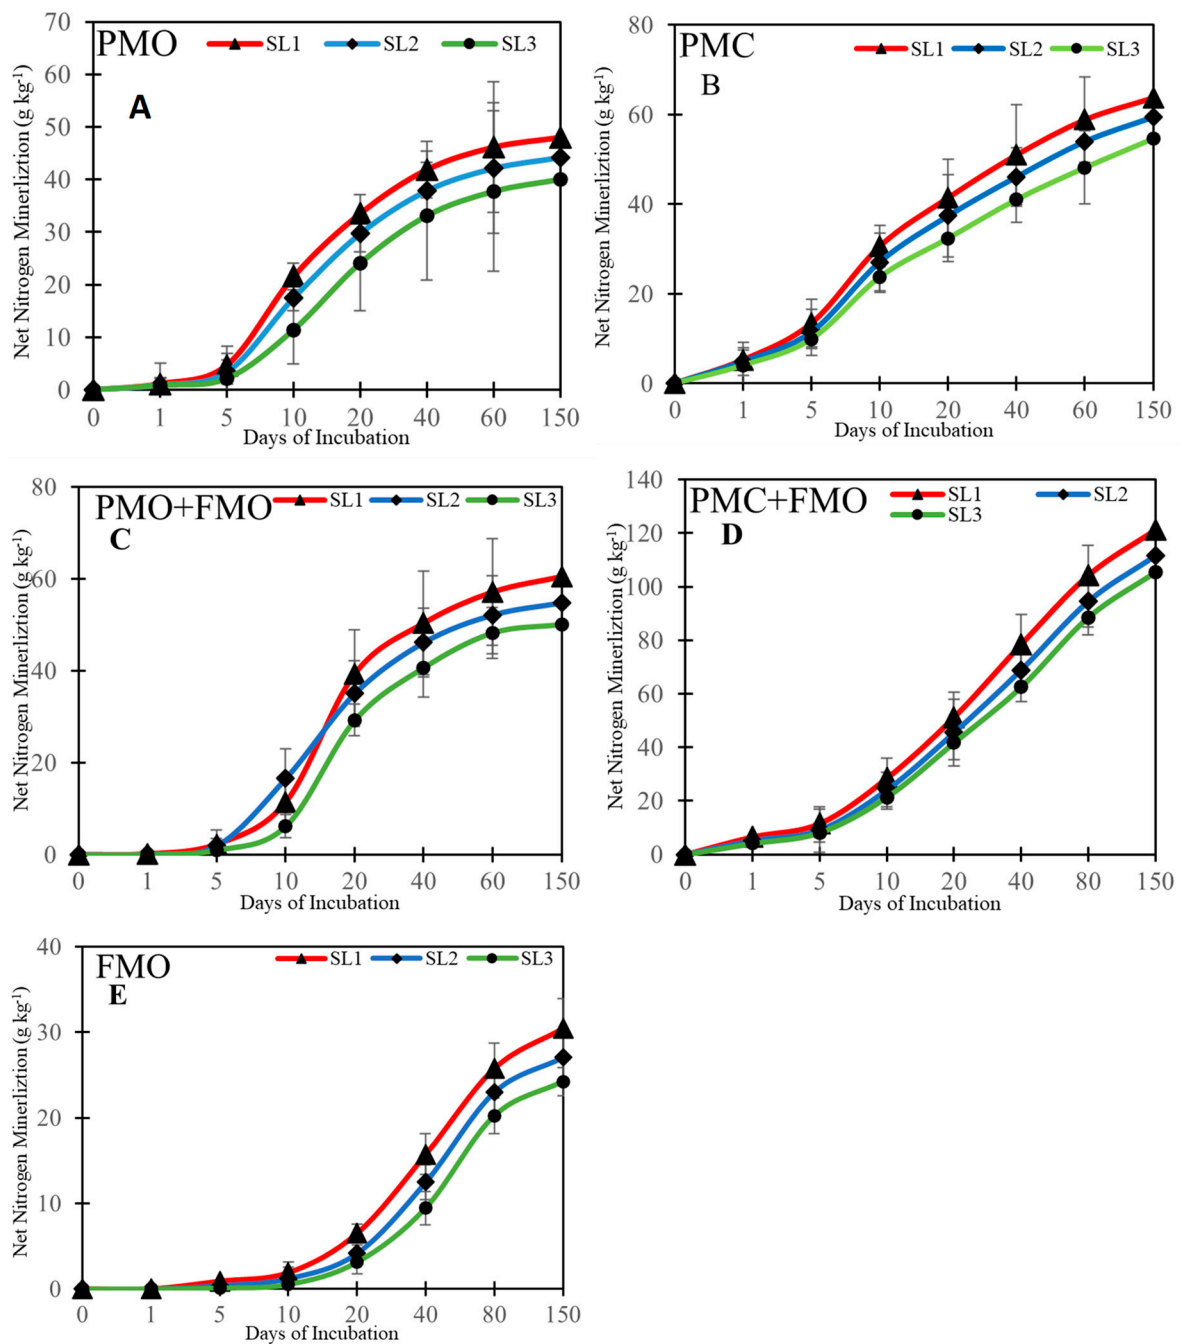 PMO SL1 SL2 SL3
A
Net Nitrogen Minerliztion (g kg-1)
70
60
50
40
30
20
10
0
0 1 5 10 20 40 60 150
Days of Incubation
PMC SL1 SL2 SL3
B
Net Nitrogen Minerliztion (g kg-1)
80
60
40
20
0
0 1 5 10 20 40 60 150
Days of Incubation
PMO+FMO SL1 SL2 SL3
C
Net Nitrogen Minerliztion (g kg-1)
80
60
40
20
0
0 1 5 10 20 40 60 150
Days of Incubation
PMC+FMO SL1 SL2
SL3
D
Net Nitrogen Minerliztion (g kg-1)
140
120
100
80
60
40
20
0
0 1 5 10 20 40 80 150
Days of Incubation
FMO SL1 SL2 SL3
E
Net Nitrogen Minerliztion (g kg-1)
40
30
20
10
0
0 1 5 10 20 40 80 150
Days of Incubation